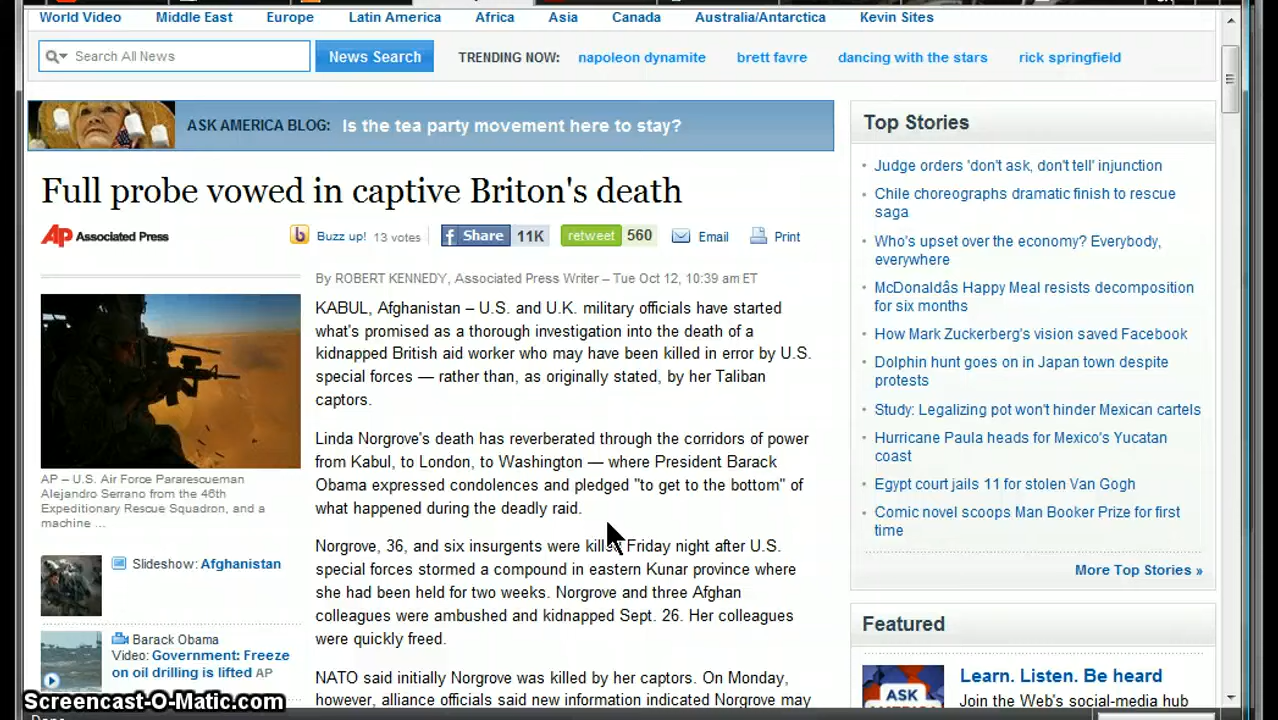 World Video Middle East Europe Latin America Africa Asia Canada Australia/Antarctica Kevin Sites
Search All News News Search TRENDING NOW: napoleon dynamite brett favre dancing with the stars rick springfield
ASK AMERICA BLOG: Is the tea party movement here to stay?
Full probe vowed in captive Briton's death
AP Associated Press Buzz up! 13 votes f Share 11K retweet 560 Email Print
By ROBERT KENNEDY, Associated Press Writer – Tue Oct 12, 10:39 am ET
KABUL, Afghanistan – U.S. and U.K. military officials have started
what's promised as a thorough investigation into the death of a
kidnapped British aid worker who may have been killed in error by U.S.
special forces — rather than, as originally stated, by her Taliban
captors.
Linda Norgrove's death has reverberated through the corridors of power
from Kabul, to London, to Washington — where President Barack
Obama expressed condolences and pledged "to get to the bottom" of
what happened during the deadly raid.
Norgrove, 36, and six insurgents were killed Friday night after U.S.
special forces stormed a compound in eastern Kunar province where
she had been held for two weeks. Norgrove and three Afghan
colleagues were ambushed and kidnapped Sept. 26. Her colleagues
were quickly freed.
NATO said initially Norgrove was killed by her captors. On Monday,
however, alliance officials said new information indicated Norgrove may
AP – U.S. Air Force Pararescueman
Alejandro Serrano from the 46th
Expeditionary Rescue Squadron, and a
machine ...
Slideshow: Afghanistan
Barack Obama
Video: Government: Freeze
on oil drilling is lifted AP
Top Stories
Judge orders 'don't ask, don't tell' injunction
Chile choreographs dramatic finish to rescue
saga
Who's upset over the economy? Everybody,
everywhere
McDonaldâs Happy Meal resists decomposition
for six months
How Mark Zuckerberg's vision saved Facebook
Dolphin hunt goes on in Japan town despite
protests
Study: Legalizing pot won't hinder Mexican cartels
Hurricane Paula heads for Mexico's Yucatan
coast
Egypt court jails 11 for stolen Van Gogh
Comic novel scoops Man Booker Prize for first
time
More Top Stories »
Featured
ASK
Learn. Listen. Be heard
Join the Web's social-media hub
Screencast-O-Matic.com